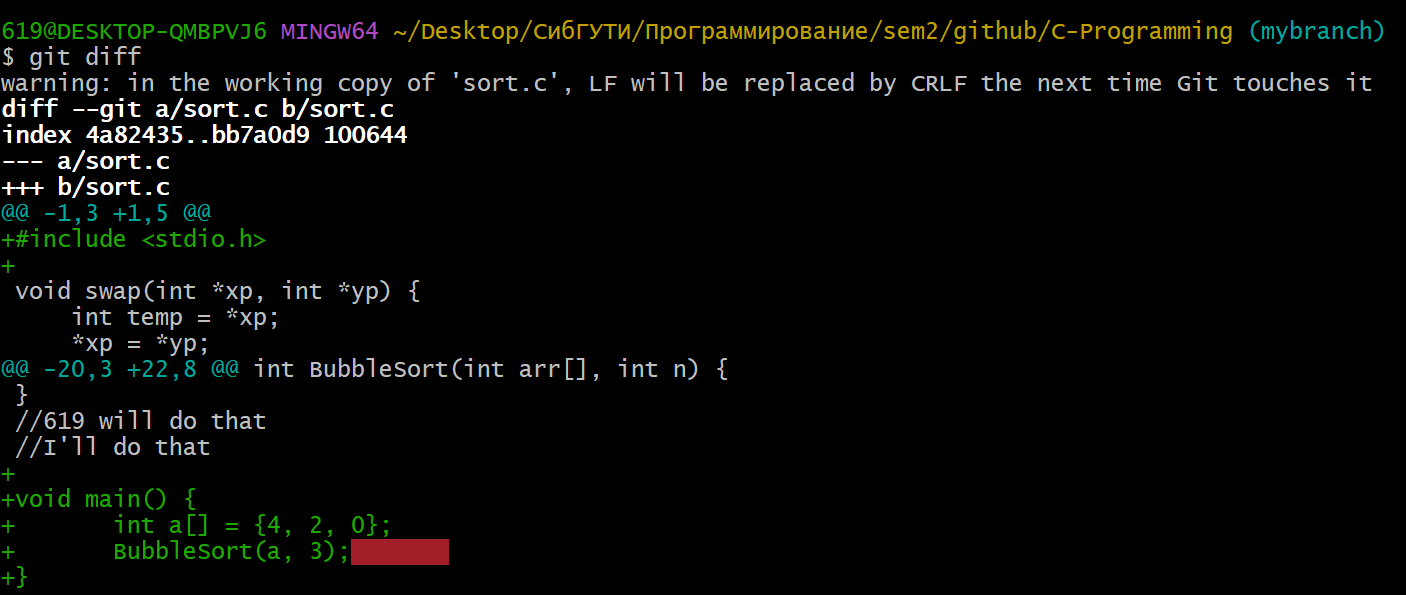 619@DESKTOP-QMBPVJ6 MINGW64 ~/Desktop/СибГУТИ/Программирование/sem2/github/C-Programming (mybranch)
$ git diff
warning: in the working copy of 'sort.c', LF will be replaced by CRLF the next time Git touches it
diff --git a/sort.c b/sort.c
index 4a82435..bb7a0d9 100644
--- a/sort.c
+++ b/sort.c
@@ -1,3 +1,5 @@
+#include <stdio.h>
+
 void swap(int *xp, int *yp) {
     int temp = *xp;
     *xp = *yp;
@@ -20,3 +22,8 @@ int BubbleSort(int arr[], int n) {
 }
 //619 will do that
 //I'll do that
+
+void main() {
+       int a[] = {4, 2, 0};
+       BubbleSort(a, 3);
+}